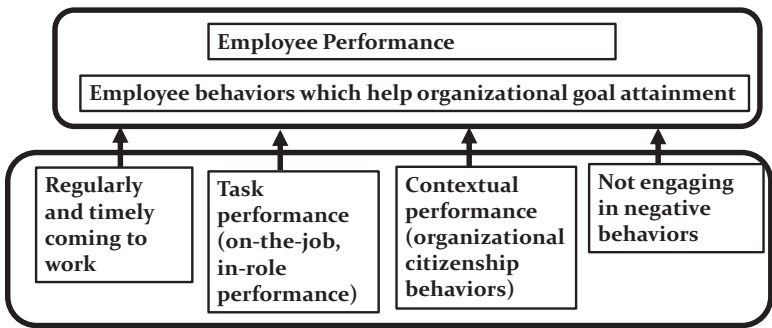 Employee Performance
Employee behaviors which help organizational goal attainment
Regularly
and timely
coming to
work
Task
performance
(on-the-job,
in-role
performance)
Contextual
performance
(organizational
citizenship
behaviors)
Not engaging
in negative
behaviors